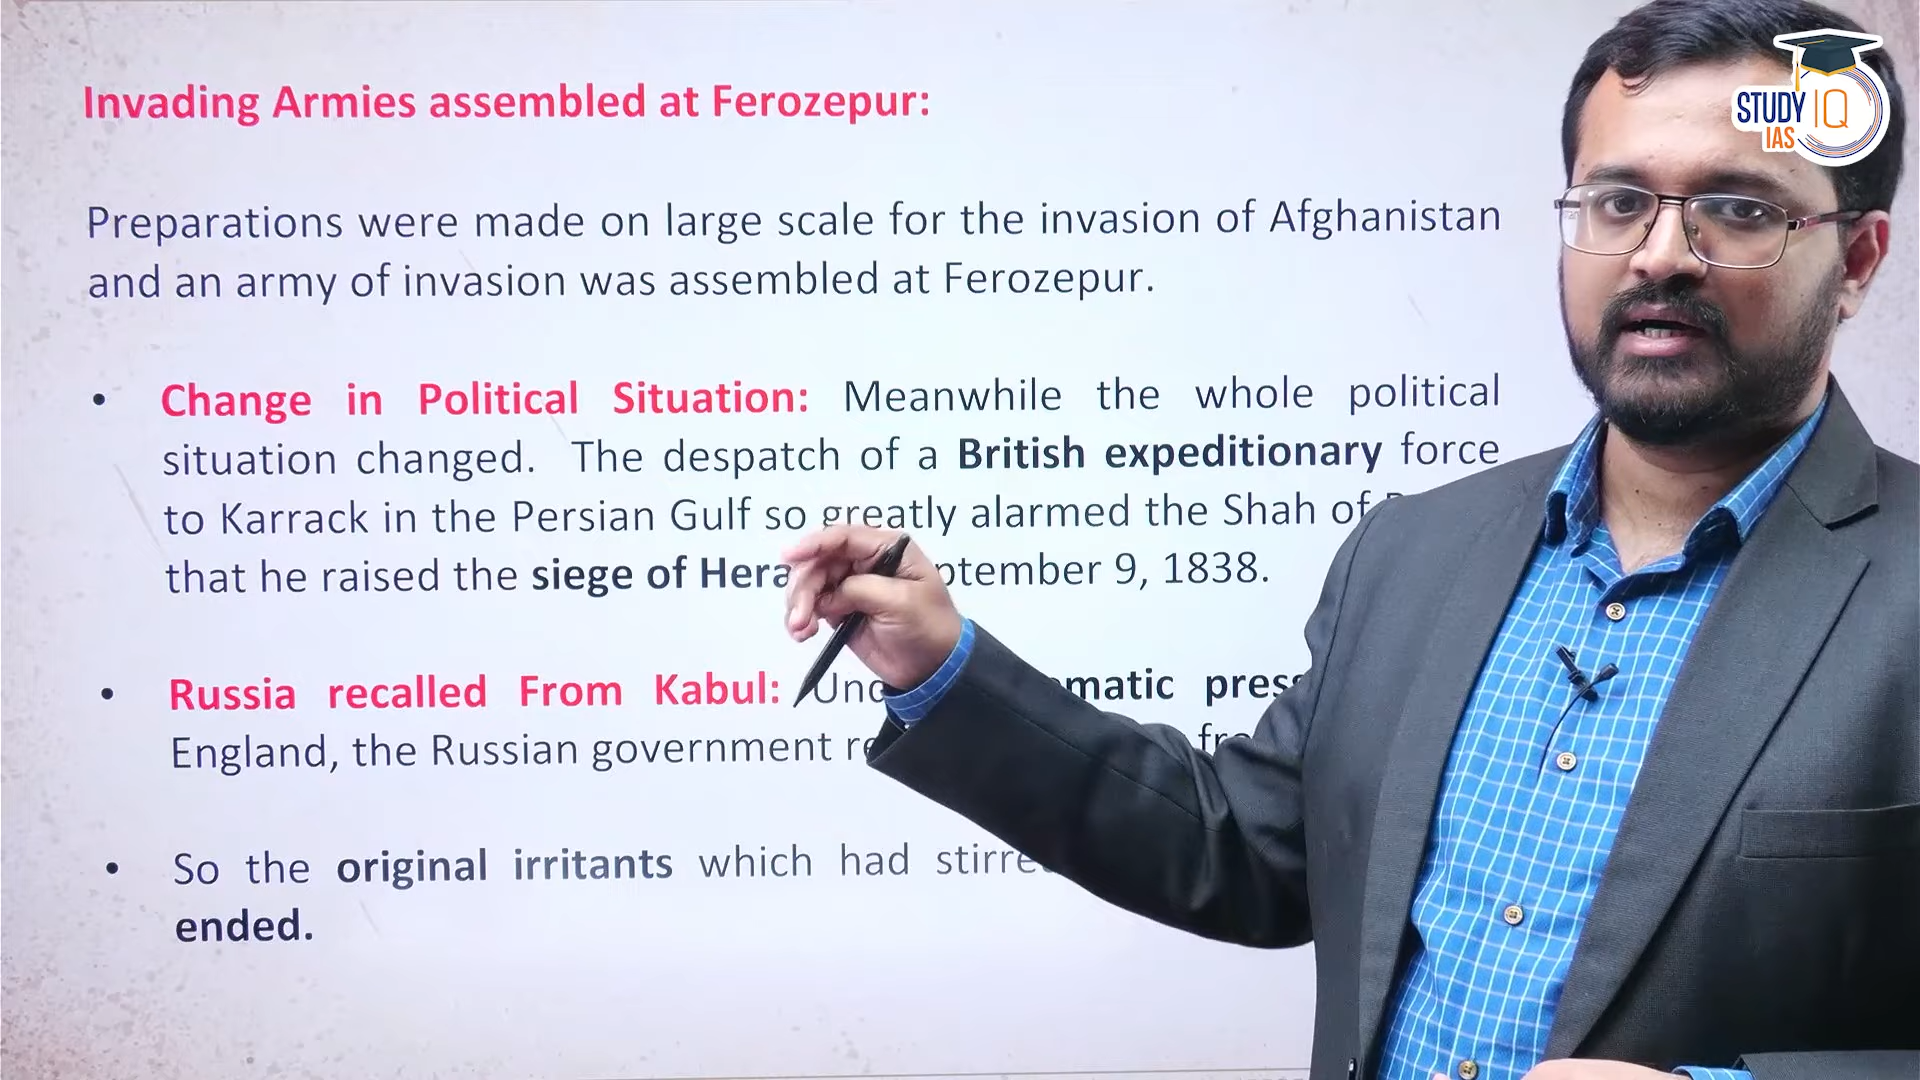 Invading Armies assembled at Ferozepur:
Preparations were made on large scale for the invasion of Afghanistan
and an army of invasion was assembled at Ferozepur.
• Change in Political Situation: Meanwhile the whole political
situation changed. The despatch of a British expeditionary force
to Karrack in the Persian Gulf so greatly alarmed the Shah of
that he raised the siege of 9, 1838.
• Russia recalled From Kabul:
England, the Russian government
• So the original irritants which had
ended.
STUDY IQ
IAS